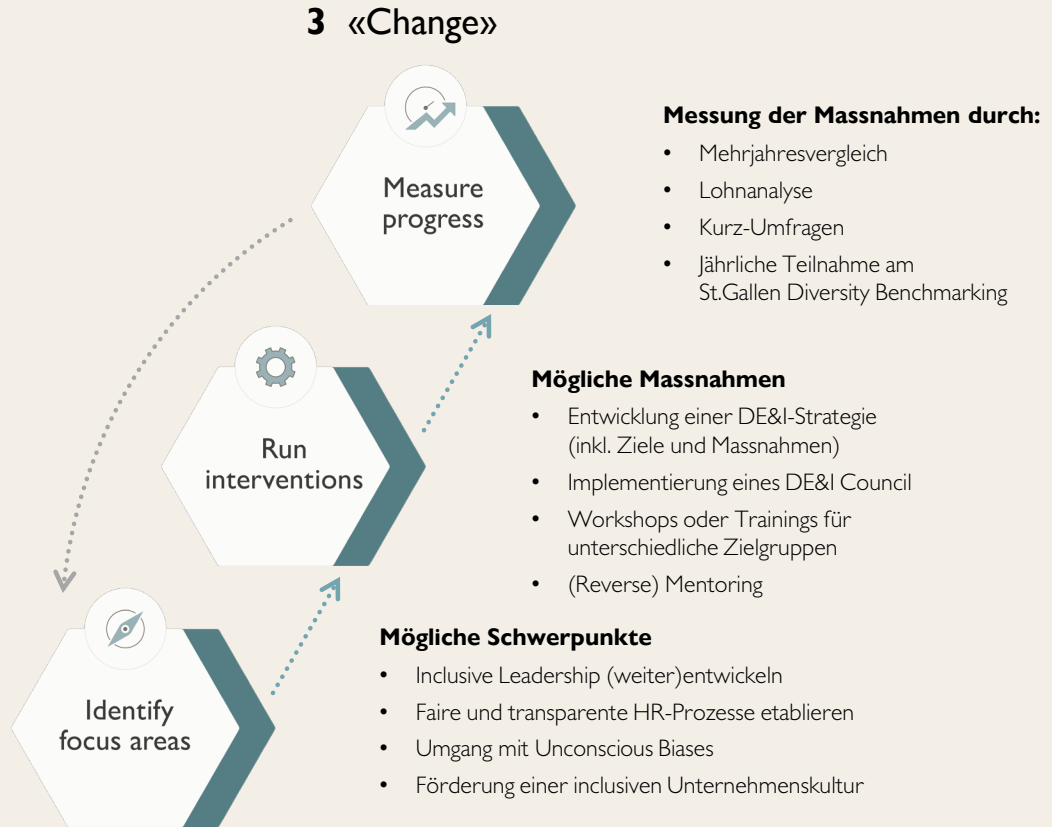 3 «Change»
Measure
progress
Messung der Massnahmen durch:
• Mehrjahresvergleich
• Lohnanalyse
• Kurz-Umfragen
• Jährliche Teilnahme am
St.Gallen Diversity Benchmarking
Run
interventions
Mögliche Massnahmen
• Entwicklung einer DE&I-Strategie
(inkl. Ziele und Massnahmen)
• Implementierung eines DE&I Council
• Workshops oder Trainings für
unterschiedliche Zielgruppen
• (Reverse) Mentoring
Identify
focus areas
Mögliche Schwerpunkte
• Inclusive Leadership (weiter)entwickeln
• Faire und transparente HR-Prozesse etablieren
• Umgang mit Unconscious Biases
• Förderung einer inclusiven Unternehmenskultur